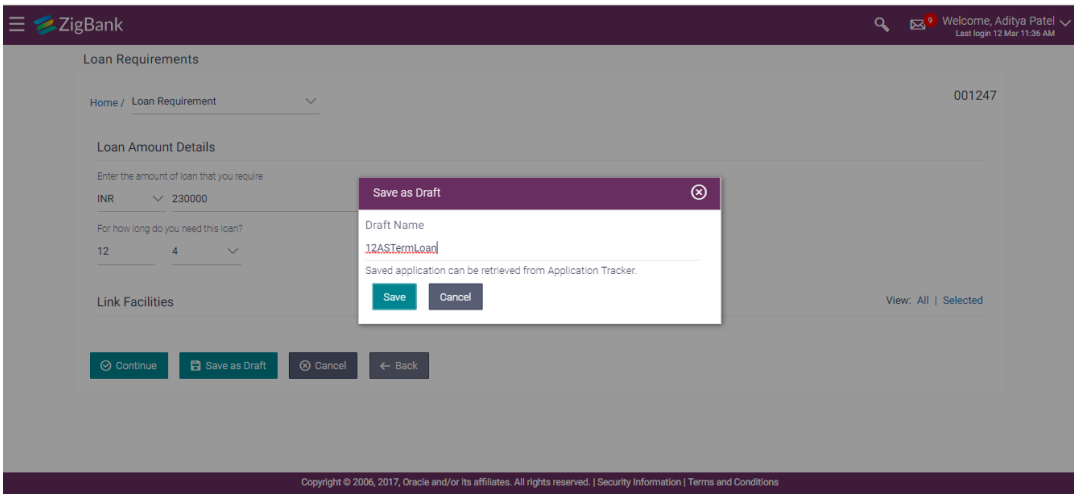 ZigBank
9
Welcome, Aditya Patel
Last login 12 Mar 11:36 AM
Loan Requirements
Home / Loan Requirement
001247
Loan Amount Details
Enter the amount of loan that you require
INR 230000
For how long do you need this loan?
12 4
Save as Draft
Draft Name
12ASTermLoan
Saved application can be retrieved from Application Tracker.
Save Cancel
Link Facilities
View: All | Selected
Continue Save as Draft Cancel Back
Copyright © 2006, 2017, Oracle and/or its affiliates. All rights reserved. | Security Information | Terms and Conditions